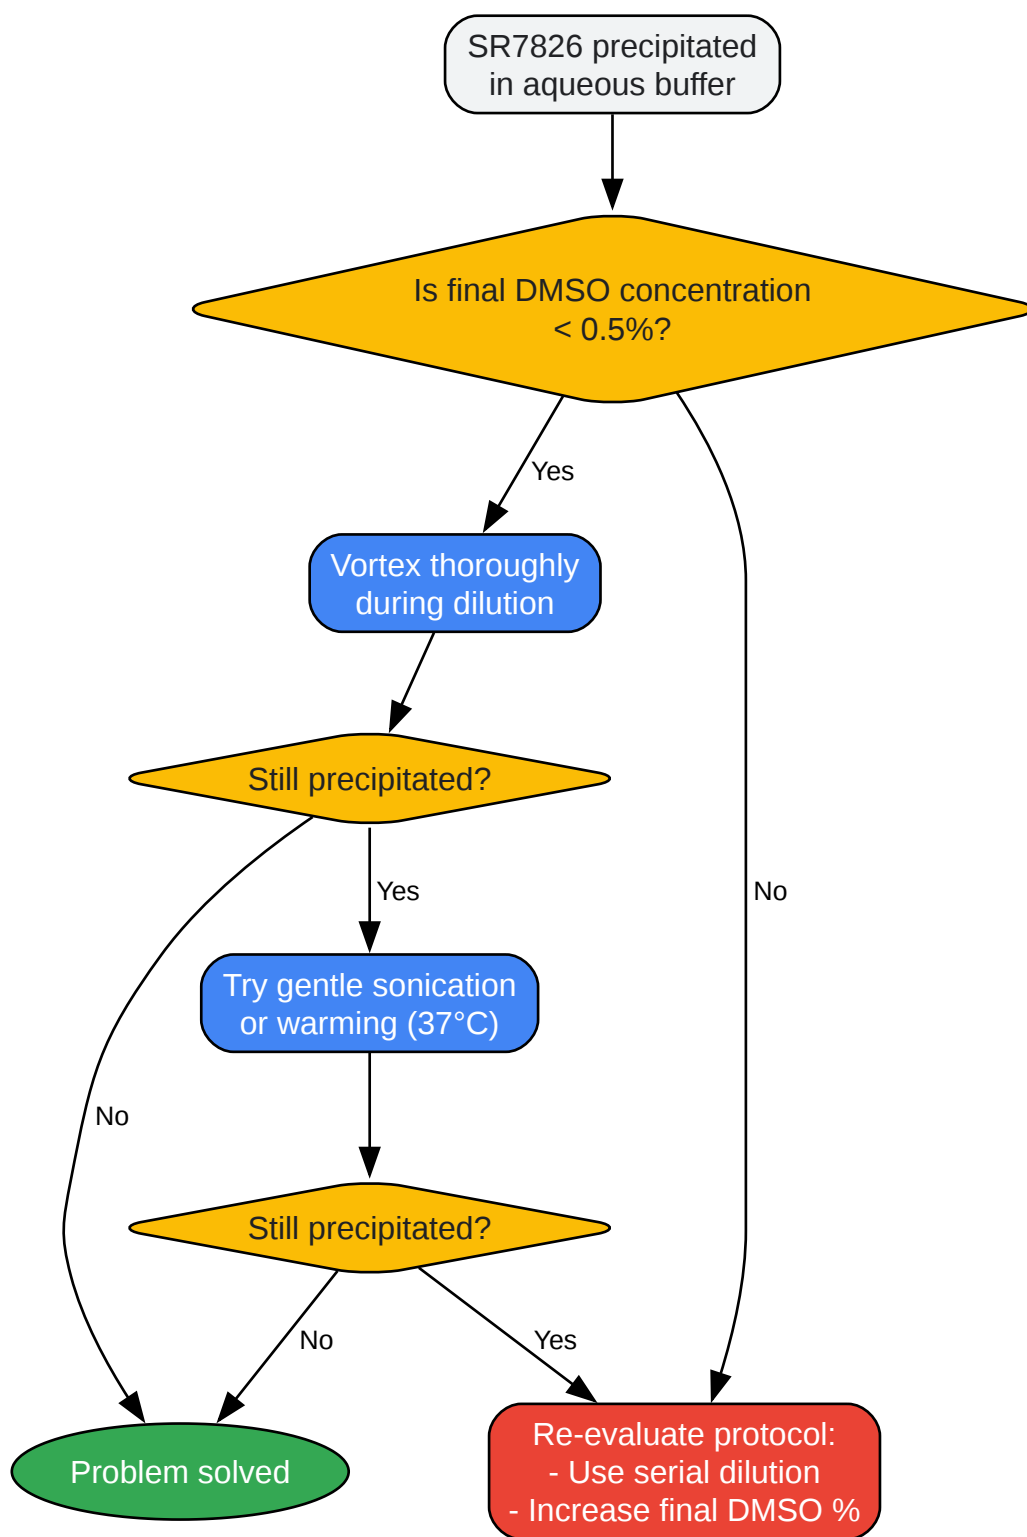 SR7826 precipitated
in aqueous buffer
Is final DMSO concentration
< 0.5%?
Yes
Vortex thoroughly
during dilution
Still precipitated?
Yes
No
Try gentle sonication
or warming (37°C)
No
Still precipitated?
No
Yes
Re-evaluate protocol:
- Use serial dilution
- Increase final DMSO %
Problem solved